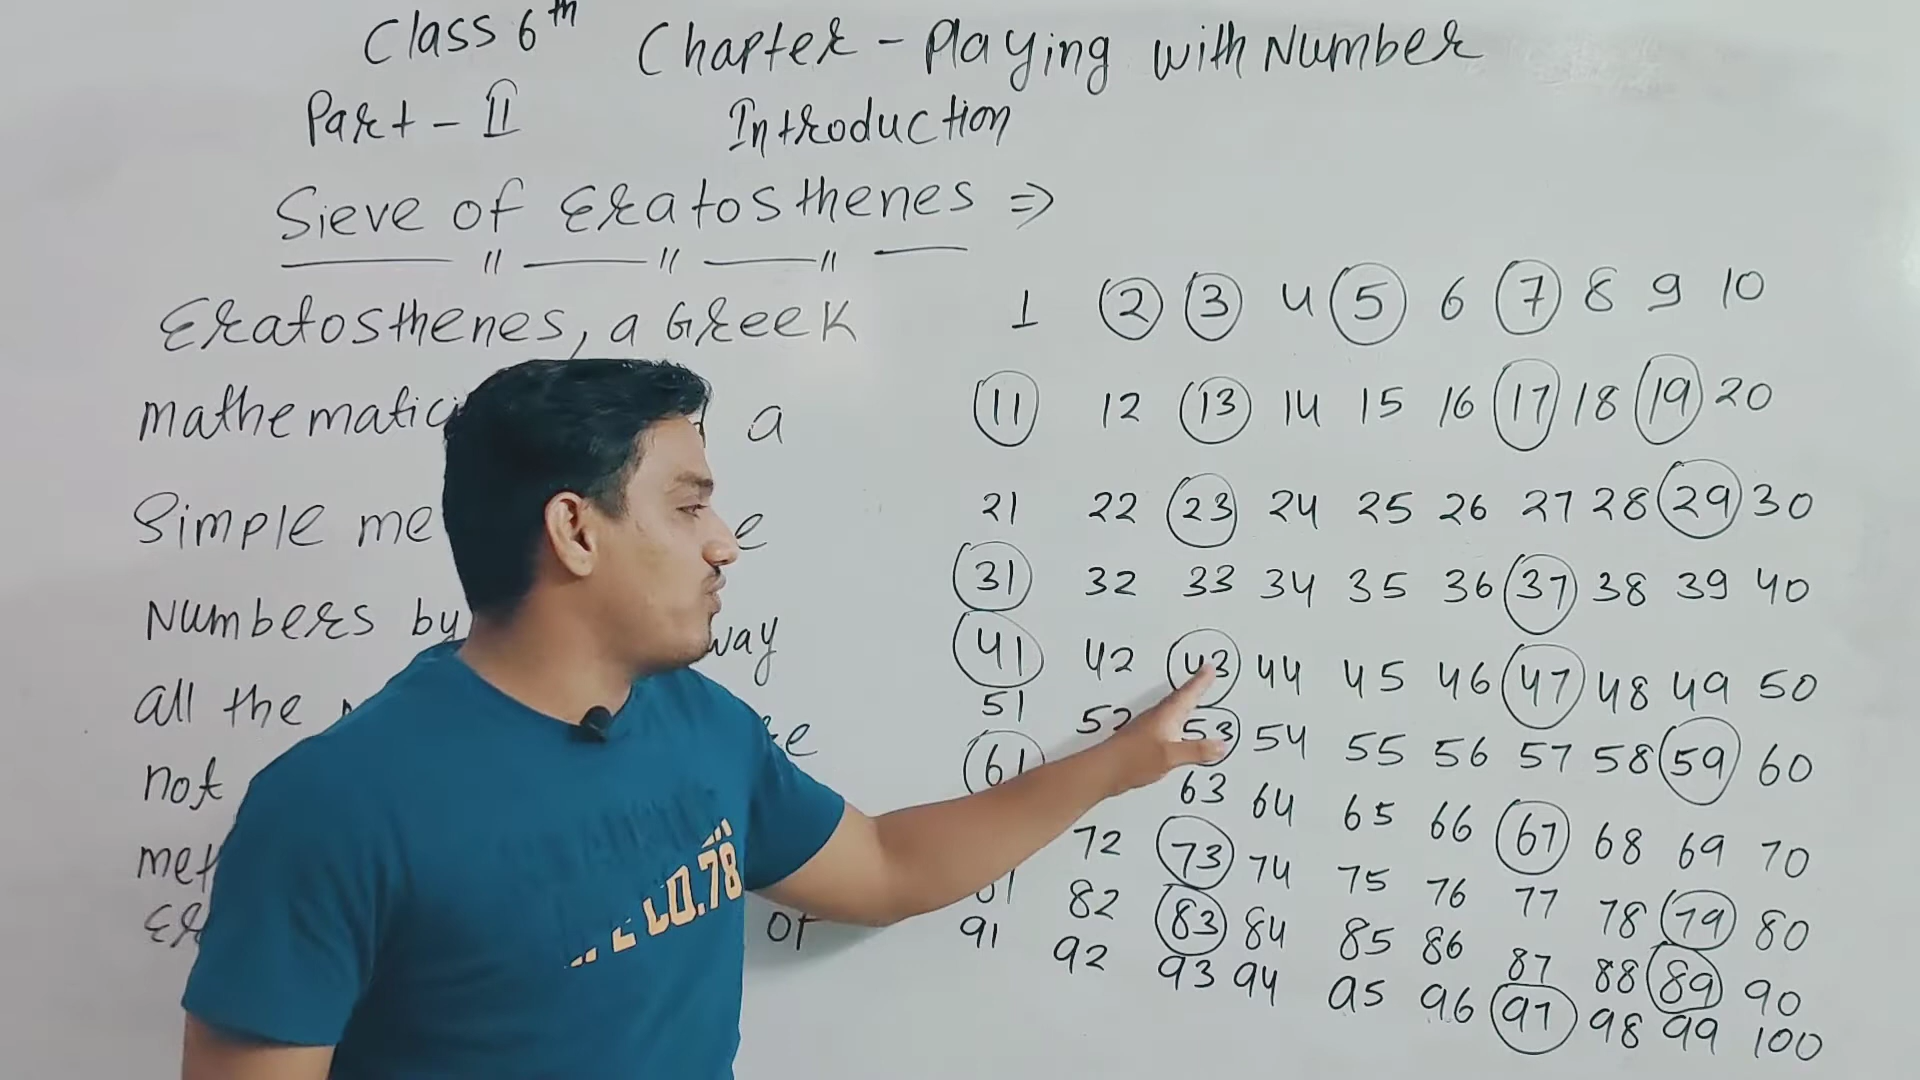 Class 6th Chapter - Playing with Number
Part - II Introduction
Sieve of Eratosthenes ⇒
Eratosthenes, a Greek
a
Simple
Numbers by way
all the
not
or
1 2 3 4 5 6 7 8 9 10
11 12 13 14 15 16 17 18 19 20
21 22 23 24 25 26 27 28 29 30
31 32 33 34 35 36 37 38 39 40
41 42 43 44 45 46 47 48 49 50
51 52 53 54 55 56 57 58 59 60
61 63 64 65 66 67 68 69 70
72 73 74 75 76 77 78 79 80
82 83 84 85 86 87 88 89 90
91 92 93 94 95 96 97 98 99 100